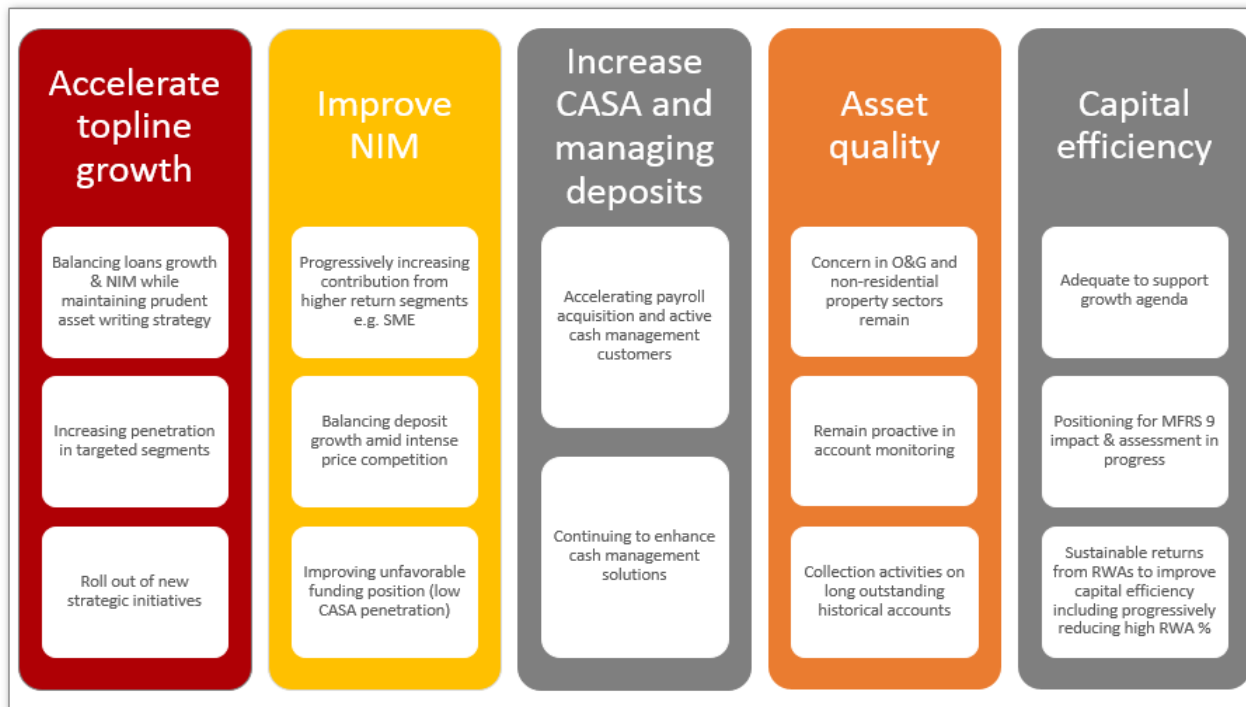 Accelerate
topline
growth
Balancing loans growth
& NIM while
maintaining prudent
asset writing strategy
Increasing penetration
in targeted segments
Roll out of new
strategic initiatives
Improve
NIM
Progressively increasing
contribution from
higher return segments
e.g. SME
Balancing deposit
growth amid intense
price competition
Improving unfavorable
funding position (low
CASA penetration)
Increase
CASA and
managing
deposits
Accelerating payroll
acquisition and active
cash management
customers
Continuing to enhance
cash management
solutions
Asset
quality
Concern in O&G and
non-residential
property sectors
remain
Remain proactive in
account monitoring
Collection activities on
long outstanding
historical accounts
Capital
efficiency
Adequate to support
growth agenda
Positioning for MFRS 9
impact & assessment in
progress
Sustainable returns
from RWAs to improve
capital efficiency
including progressively
reducing high RWA %